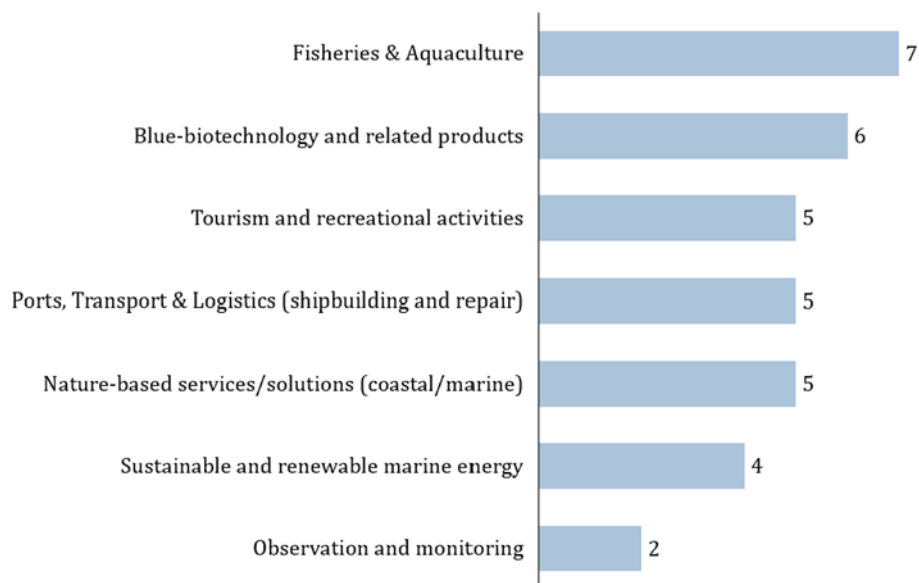 Fisheries & Aquaculture 7
Blue-biotechnology and related products 6
Tourism and recreational activities 5
Ports, Transport & Logistics (shipbuilding and repair) 5
Nature-based services/solutions (coastal/marine) 5
Sustainable and renewable marine energy 4
Observation and monitoring 2